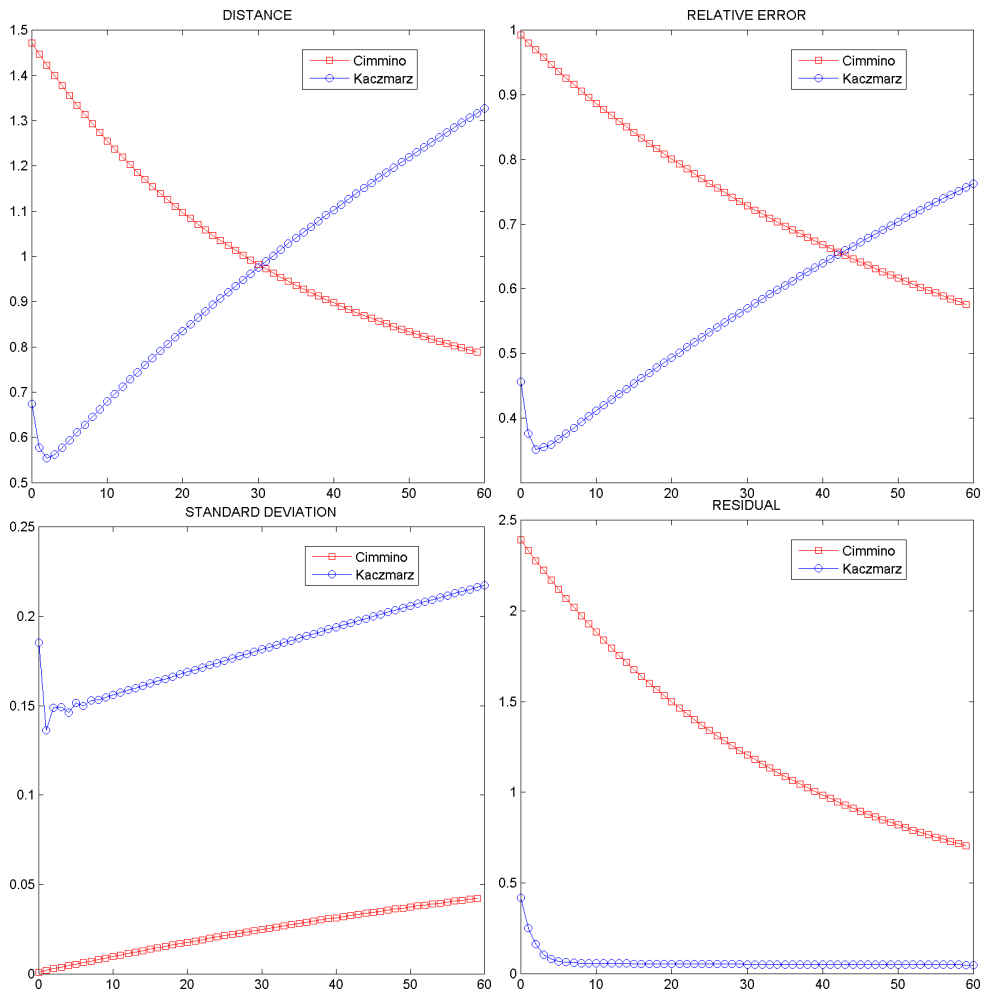 DISTANCE
1.5
1.4
1.3
1.2
1.1
1
0.9
0.8
0.7
0.6
0.5
0 10 20 30 40 50 60
Cimmino
Kaczmarz
RELATIVE ERROR
1
0.9
0.8
0.7
0.6
0.5
0.4
0 10 20 30 40 50 60
Cimmino
Kaczmarz
STANDARD DEVIATION
0.25
0.2
0.15
0.1
0.05
0
0 10 20 30 40 50 60
Cimmino
Kaczmarz
RESIDUAL
2.5
2
1.5
1
0.5
0
0 10 20 30 40 50 60
Cimmino
Kaczmarz